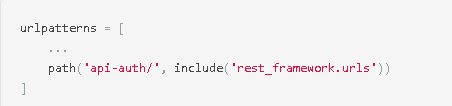 urlpatterns = [
    ...
    path('api-auth/', include('rest_framework.urls'))
]